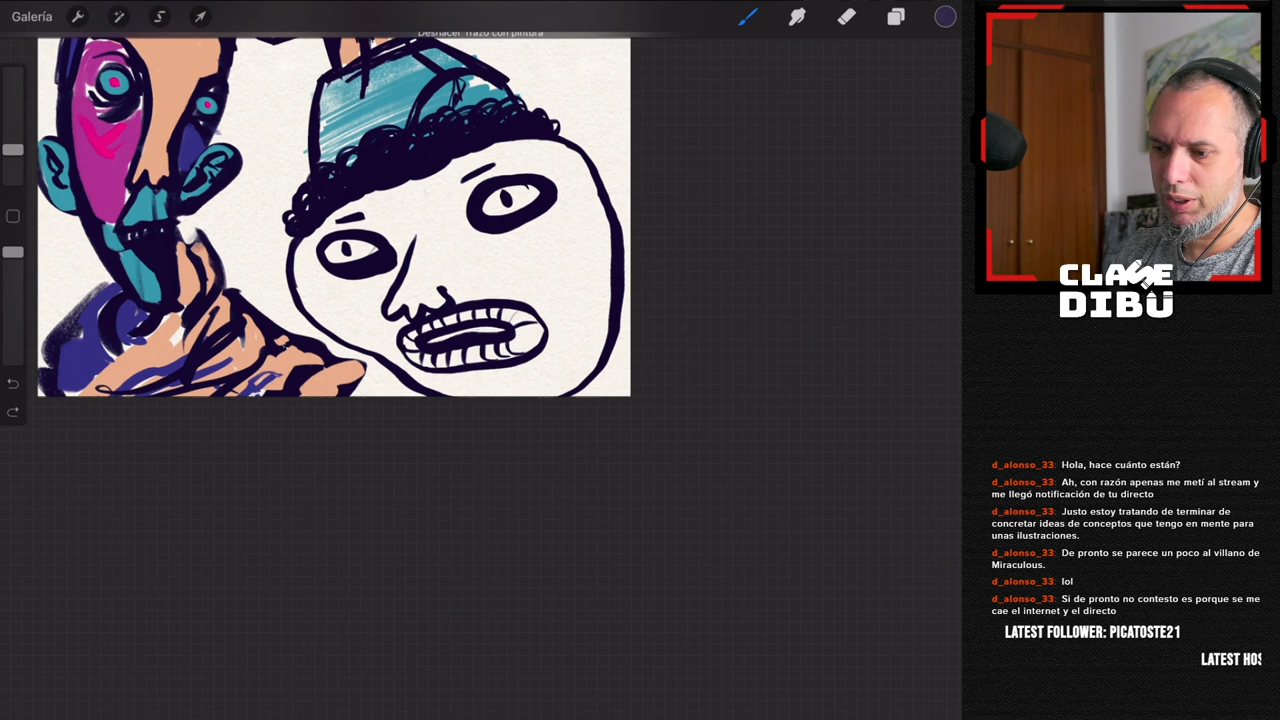 Galería
Deshacer Trazo con pintura
CLASE
DIBU
d_alonso_33: Hola, hace cuánto están?
d_alonso_33: Ah, con razón apenas me metí al stream y
me llegó notificación de tu directo
d_alonso_33: Justo estoy tratando de terminar de
concretar ideas de conceptos que tengo en mente para
unas ilustraciones.
d_alonso_33: De pronto se parece un poco al villano de
Miraculous.
d_alonso_33: lol
d_alonso_33: Si de pronto no contesto es porque se me
cae el internet y el directo
LATEST FOLLOWER: PICATOSTE21
LATEST HOS